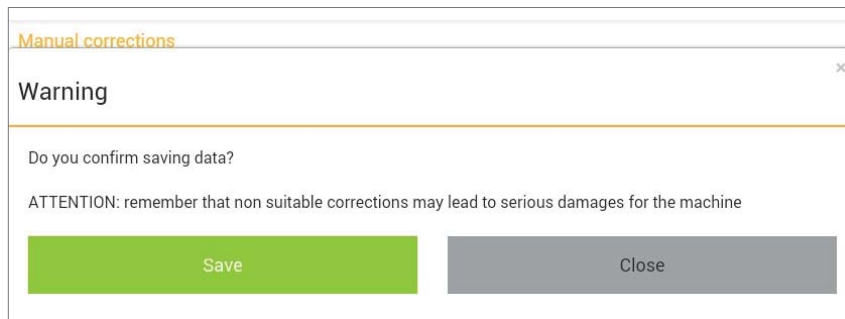 Manual corrections
×
Warning
Do you confirm saving data?
ATTENTION: remember that non suitable corrections may lead to serious damages for the machine
Save
Close